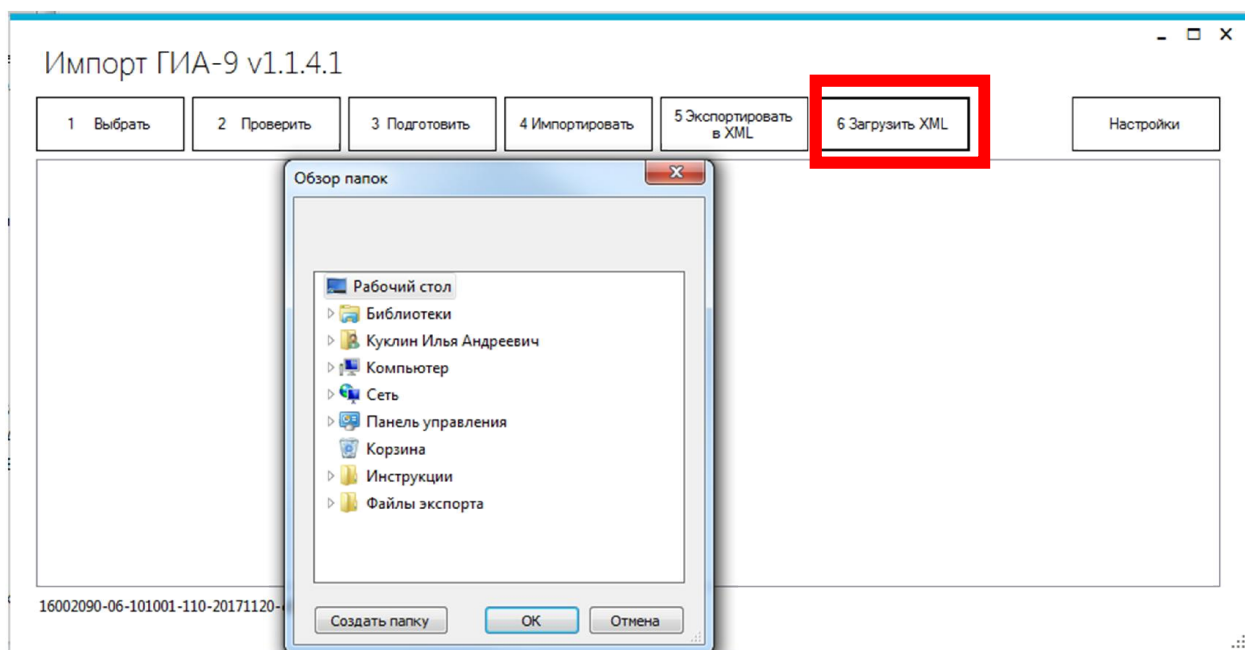 Импорт ГИА-9 v1.1.4.1
1 Выбрать
2 Проверить
3 Подготовить
4 Импортировать
5 Экспортировать
в XML
6 Загрузить XML
Настройки
Обзор папок
Рабочий стол
Библиотеки
Куклин Илья Андреевич
Компьютер
Сеть
Панель управления
Корзина
Инструкции
Файлы экспорта
16002090-06-101001-110-20171120-
Создать папку
ОК
Отмена